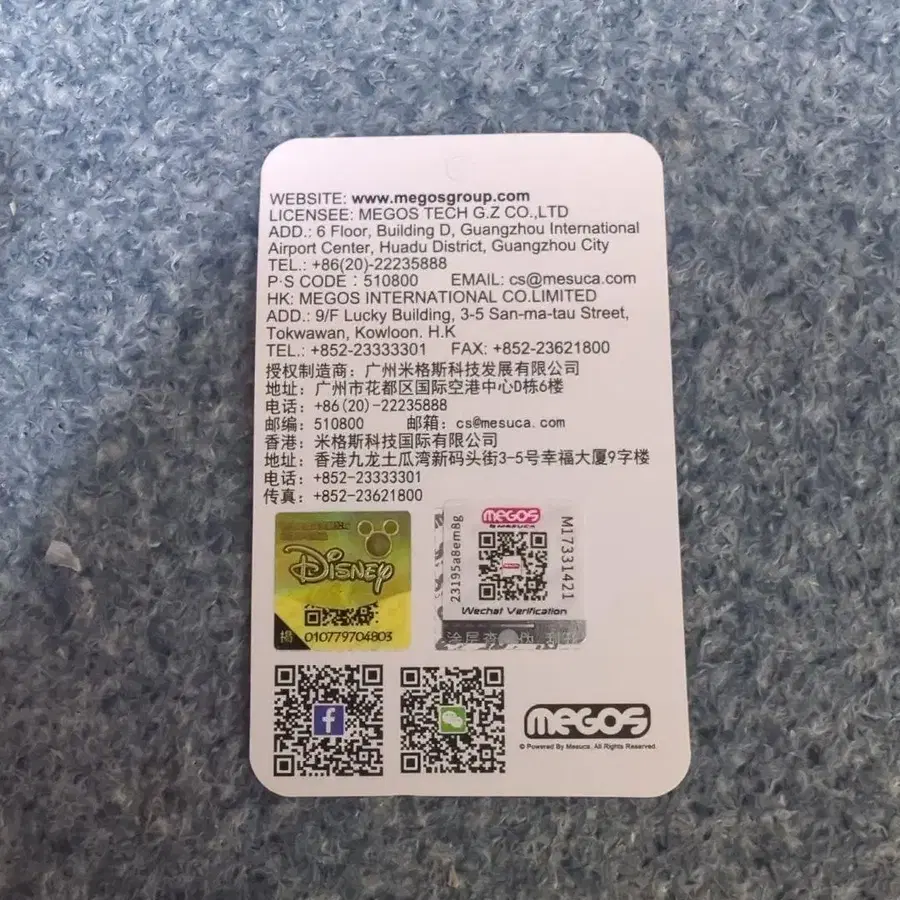 WEBSITE: www.megosgroup.com
LICENSEE: MEGOS TECH G.Z CO.,LTD
ADD.: 6 Floor, Building D, Guangzhou International
Airport Center, Huadu District, Guangzhou City
TEL.: +86(20)-22235888
P·S CODE：510800 EMAIL: cs@mesuca.com
HK: MEGOS INTERNATIONAL CO.LIMITED
ADD.: 9/F Lucky Building, 3-5 San-ma-tau Street,
Tokwawan, Kowloon. H.K
TEL.: +852-23333301 FAX: +852-23621800
授权制造商：广州米格斯科技发展有限公司
地址：广州市花都区国际空港中心D栋6楼
电话：+86(20)-22235888
邮编：510800 邮箱：cs@mesuca.com
香港：米格斯科技国际有限公司
地址：香港九龙土瓜湾新码头街3-5号幸福大厦9字楼
电话：+852-23333301
传真：+852-23621800
Disney
揭 010779704803
23195a8em8g
MEGOS
M17331421
Wechat Verification
涂层查 伪 刮
MEGOS
© Powered By Mesuca. All Rights Reserved.